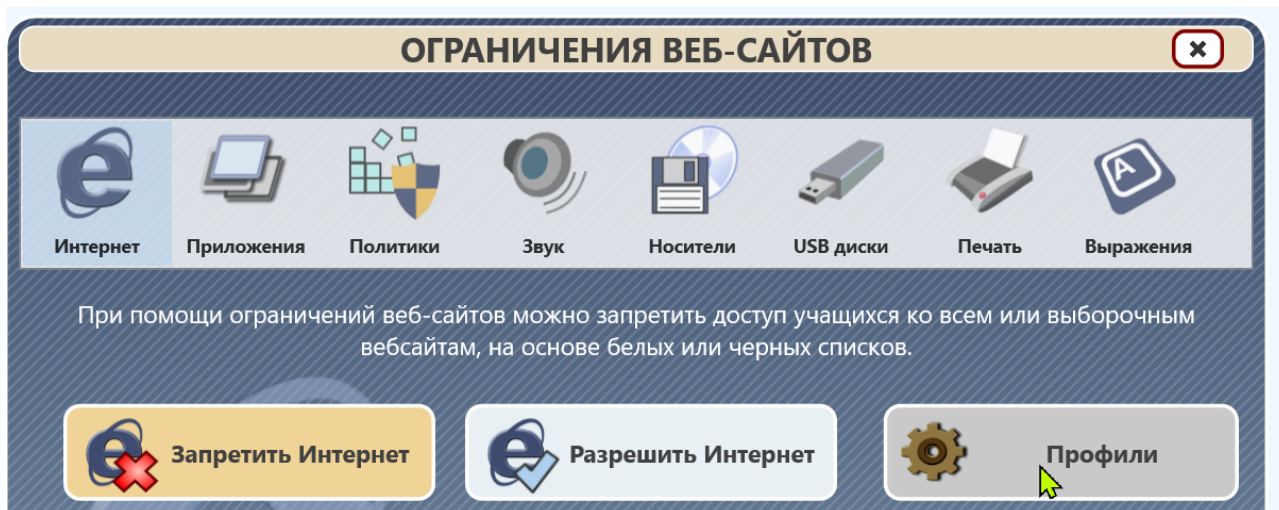 ОГРАНИЧЕНИЯ ВЕБ-САЙТОВ
Интернет Приложения Политики Звук Носители USB диски Печать Выражения
При помощи ограничений веб-сайтов можно запретить доступ учащихся ко всем или выборочным
вебсайтам, на основе белых или черных списков.
Запретить Интернет Разрешить Интернет Профили